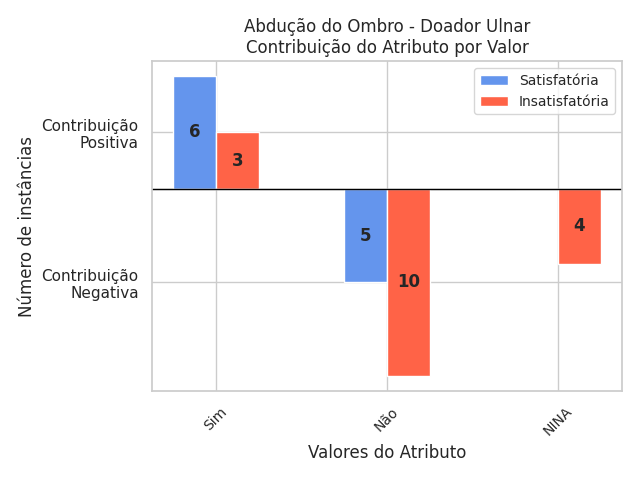 Abdução do Ombro - Doador Ulnar
Contribuição do Atributo por Valor
Satisfatória
Insatisfatória
Contribuição
Positiva
Contribuição
Negativa
Número de instâncias
6
3
5
10
4
Sim
Não
NINA
Valores do Atributo